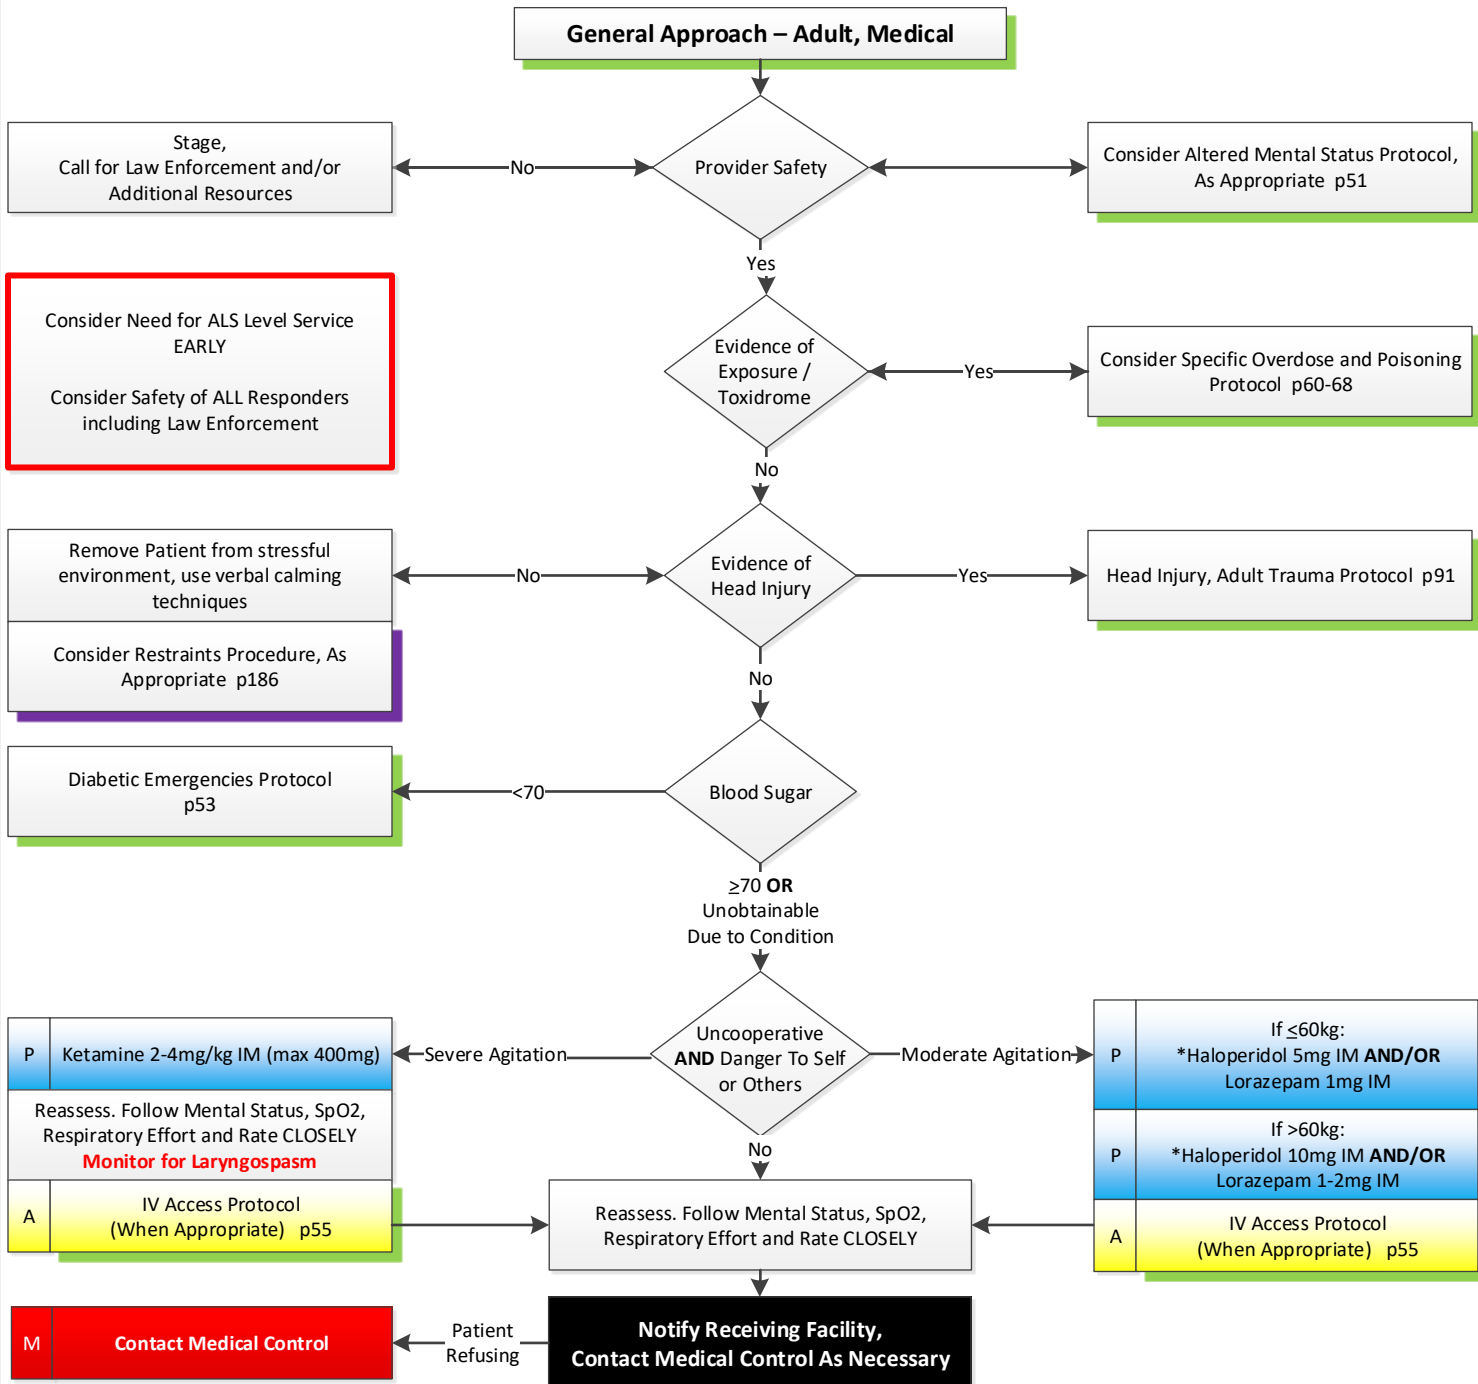 General Approach – Adult, Medical
Stage,
Call for Law Enforcement and/or
Additional Resources
No
Provider Safety
Consider Altered Mental Status Protocol,
As Appropriate p51
Yes
Consider Need for ALS Level Service
EARLY
Consider Safety of ALL Responders
including Law Enforcement
Evidence of
Exposure /
Toxidrome
Yes
Consider Specific Overdose and Poisoning
Protocol p60-68
No
Remove Patient from stressful
environment, use verbal calming
techniques
No
Evidence of
Head Injury
Yes
Head Injury, Adult Trauma Protocol p91
Consider Restraints Procedure, As
Appropriate p186
No
Diabetic Emergencies Protocol
p53
<70
Blood Sugar
≥70 OR
Unobtainable
Due to Condition
P
Ketamine 2-4mg/kg IM (max 400mg)
Severe Agitation
Uncooperative
AND Danger To Self
or Others
Moderate Agitation
P
If ≤60kg:
*Haloperidol 5mg IM AND/OR
Lorazepam 1mg IM
Reassess. Follow Mental Status, SpO2,
Respiratory Effort and Rate CLOSELY
Monitor for Laryngospasm
No
P
If >60kg:
*Haloperidol 10mg IM AND/OR
Lorazepam 1-2mg IM
A
IV Access Protocol
(When Appropriate) p55
Reassess. Follow Mental Status, SpO2,
Respiratory Effort and Rate CLOSELY
A
IV Access Protocol
(When Appropriate) p55
M
Contact Medical Control
Patient
Refusing
Notify Receiving Facility,
Contact Medical Control As Necessary